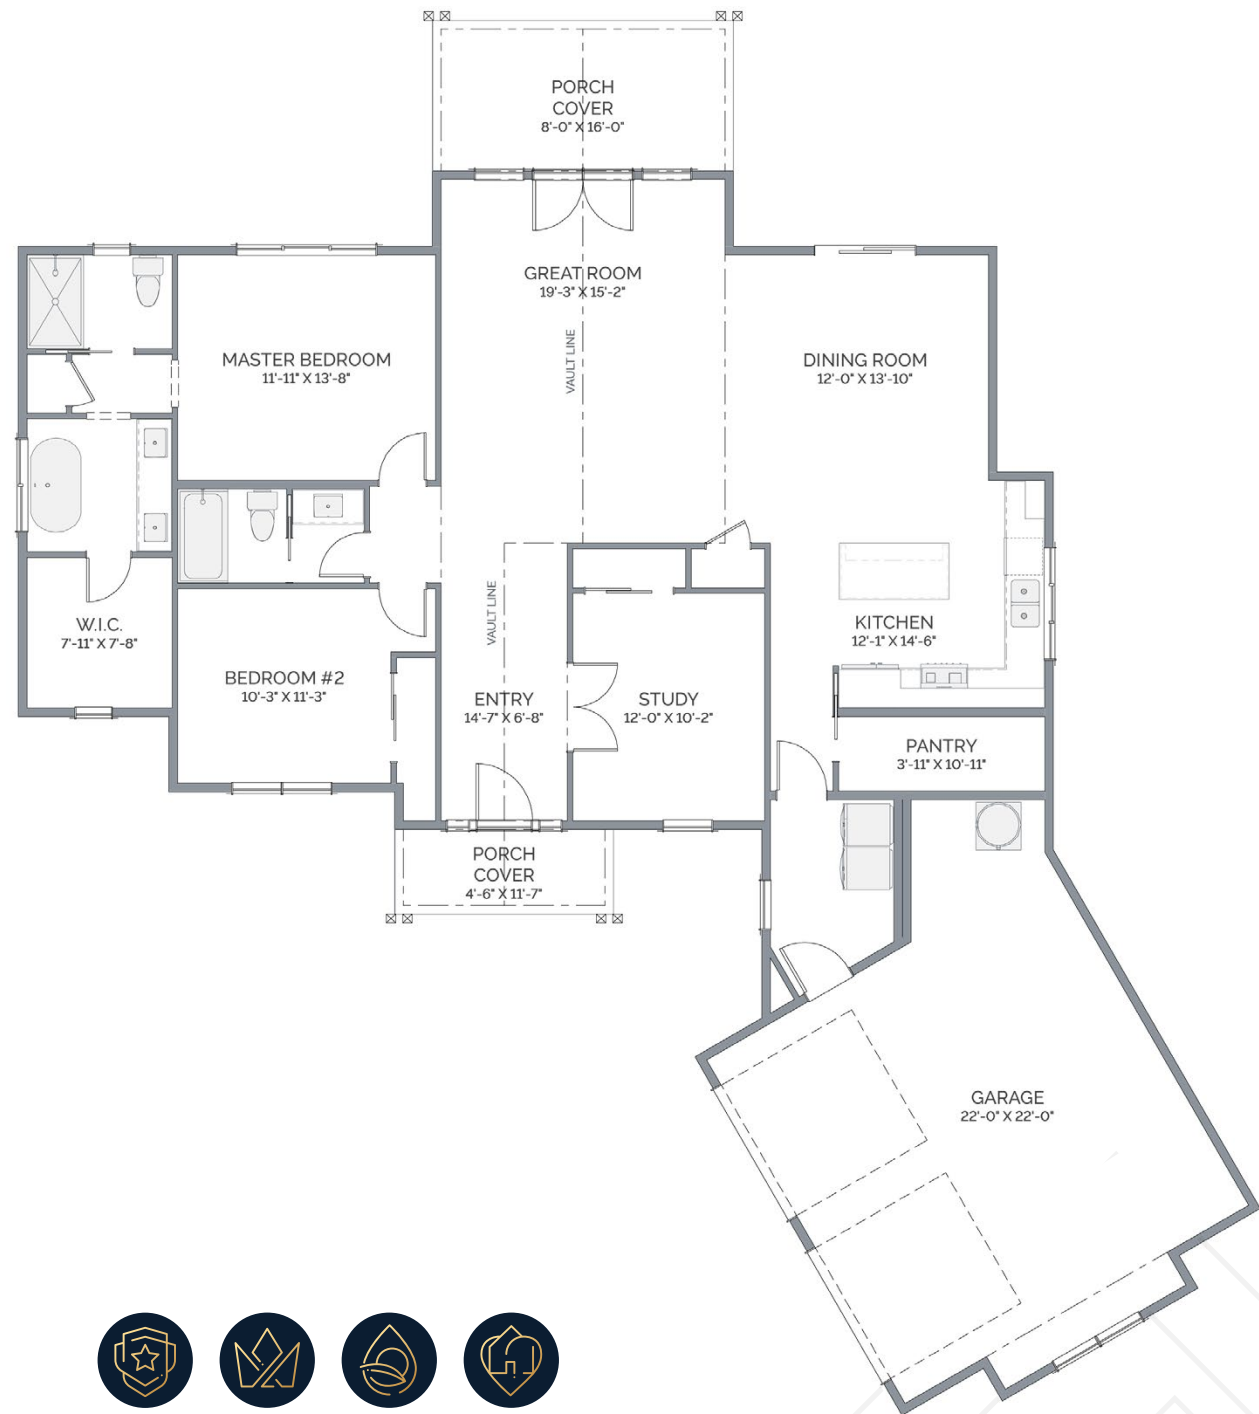 PORCH
COVER
8'-0" X 16'-0"
GREAT ROOM
19'-3" X 15'-2"
VAULT LINE
MASTER BEDROOM
11'-11" X 13'-8"
DINING ROOM
12'-0" X 13'-10"
W.I.C.
7'-11" X 7'-8"
BEDROOM #2
10'-3" X 11'-3"
VAULT LINE
ENTRY
14'-7" X 6'-8"
STUDY
12'-0" X 10'-2"
KITCHEN
12'-1" X 14'-6"
PANTRY
3'-11" X 10'-11"
PORCH
COVER
4'-6" X 11'-7"
GARAGE
22'-0" X 22'-0"